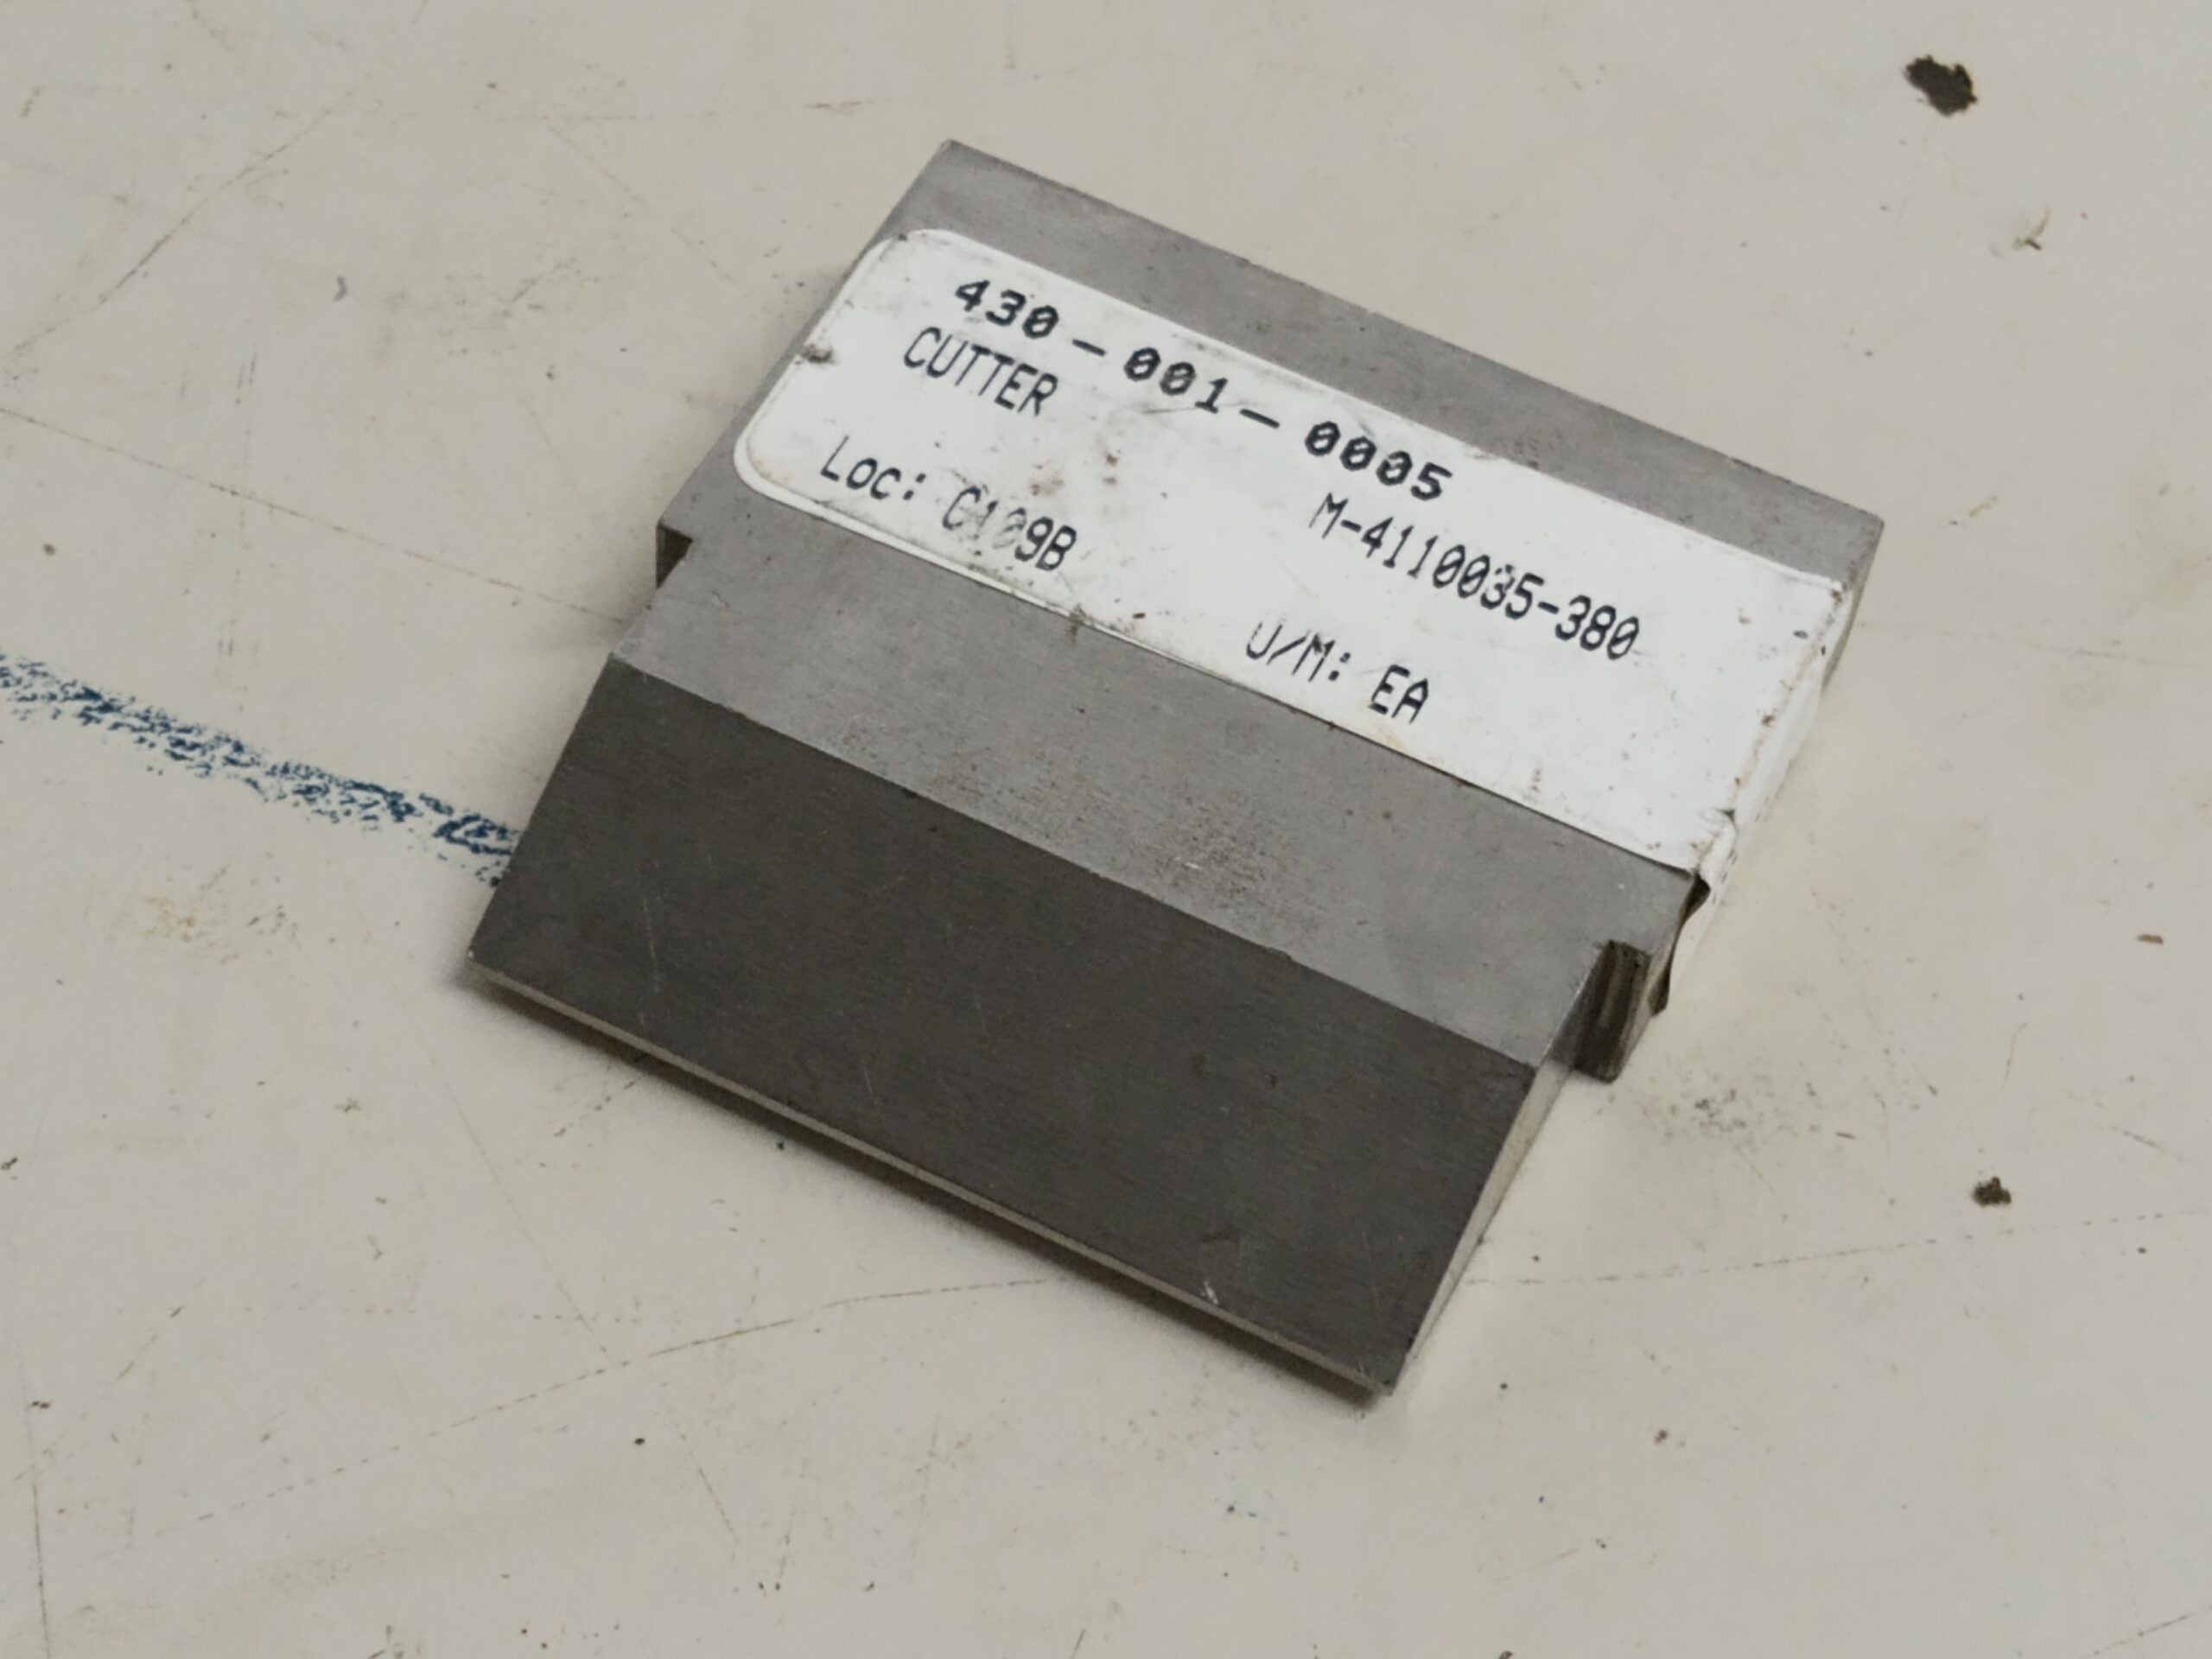 430-001-0005
CUTTER
M-4110035-380
Loc: C109B
U/M: EA